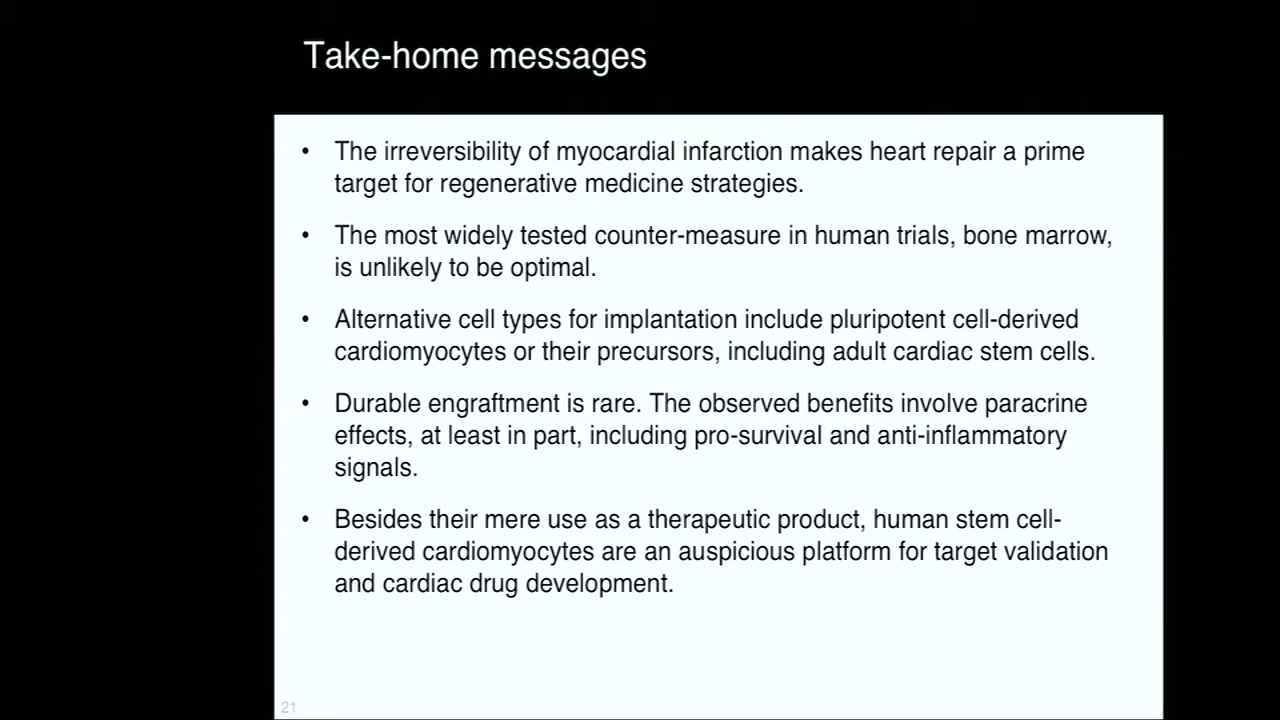 Take-home messages
• The irreversibility of myocardial infarction makes heart repair a prime
target for regenerative medicine strategies.
• The most widely tested counter-measure in human trials, bone marrow,
is unlikely to be optimal.
• Alternative cell types for implantation include pluripotent cell-derived
cardiomyocytes or their precursors, including adult cardiac stem cells.
• Durable engraftment is rare. The observed benefits involve paracrine
effects, at least in part, including pro-survival and anti-inflammatory
signals.
• Besides their mere use as a therapeutic product, human stem cell-
derived cardiomyocytes are an auspicious platform for target validation
and cardiac drug development.
21